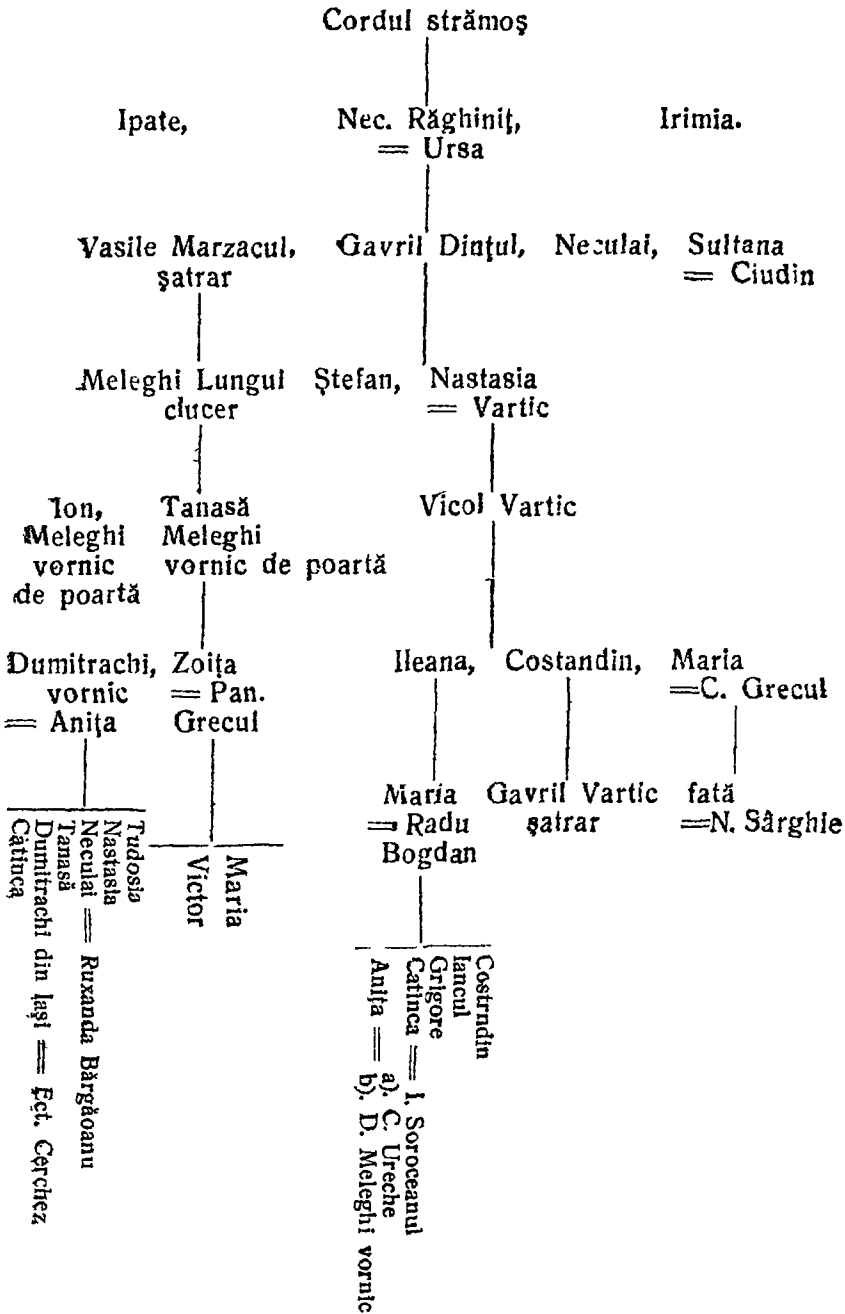 Cordul strămoş
Ipate, Nec. Răghiniţ, Irimia.
= Ursa
Vasile Marzacul, Gavril Dinţul, Neculai, Sultana
şatrar = Ciudin
Meleghi Lungul Ştefan, Nastasia
clucer = Vartic
Ion, Tanasă Vicol Vartic
Meleghi Meleghi
vornic vornic de poartă
de poartă
Dumitrachi, Zoiţa Ileana, Costandin, Maria
vornic = Pan. =C. Grecul
= Aniţa Grecul
Maria Gavril Vartic fată
= Radu şatrar =N. Sârghie
Bogdan
Tudosia
Nastasia
Neculai = Ruxanda Bărgăoanu
Tanasă
Dumitrachi din Iaşi = Ect. Cerchez
Catinca
Maria
Victor
Costrndin
Iancul
Grigore
Catinca = I. Soroceanul
Aniţa = a). C. Ureche
b). D. Meleghi vornic